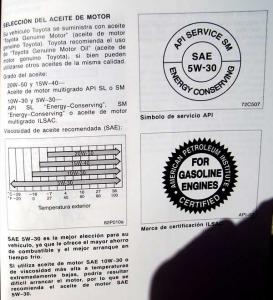 SELECCIÓN DEL ACEITE DE MOTOR
Su vehículo Toyota se suministra con aceite
"Toyota Genuine Motor" (aceite de motor
genuino Toyota). Toyota recomienda el uso
de "Toyota Genuine Motor Oil" (aceite de
motor genuino Toyota), si bien pueden
utilizarse otros aceites de la misma calidad.
Grado del aceite:
20W-50 y 15W-40—
Aceite de motor multigrado API SL o SM
10W-30 y 5W-30—
API SL "Energy-Conserving", SM
"Energy-Conserving" o aceite de motor
multigrado ILSAC.
Viscosidad de aceite recomendada (SAE):
Temperatura exterior
SAE 5W-30 es la mejor elección para su
vehículo, ya que le ofrece el mayor ahorro
de combustible y el mejor arranque en
tiempo frío.
Si utiliza aceite de motor SAE 10W-30 o
de viscosidad más alta a temperaturas
extremadamente bajas, podría resultar
difícil arrancar el motor, por lo que se
recomienda el aceite de motor SAE
5W-30.
API SERVICE SM
SAE
5W-30
ENERGY CONSERVING
72C507
Símbolo de servicio API
AMERICAN PETROLEUM INSTITUTE
FOR
GASOLINE
ENGINES
CERTIFIED
Marca de certificación ILSAC